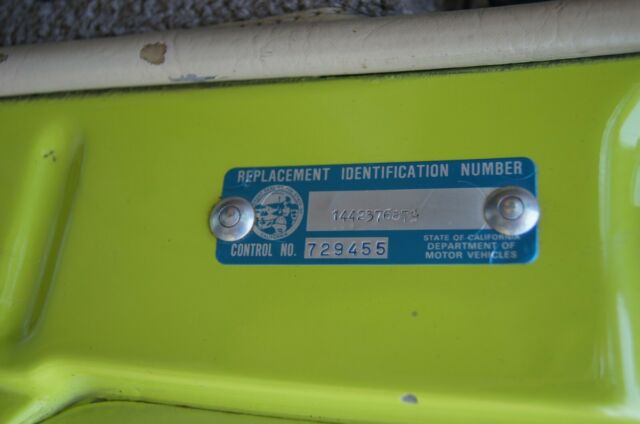 REPLACEMENT IDENTIFICATION NUMBER
CONTROL NO. 729455
STATE OF CALIFORNIA
DEPARTMENT OF
MOTOR VEHICLES